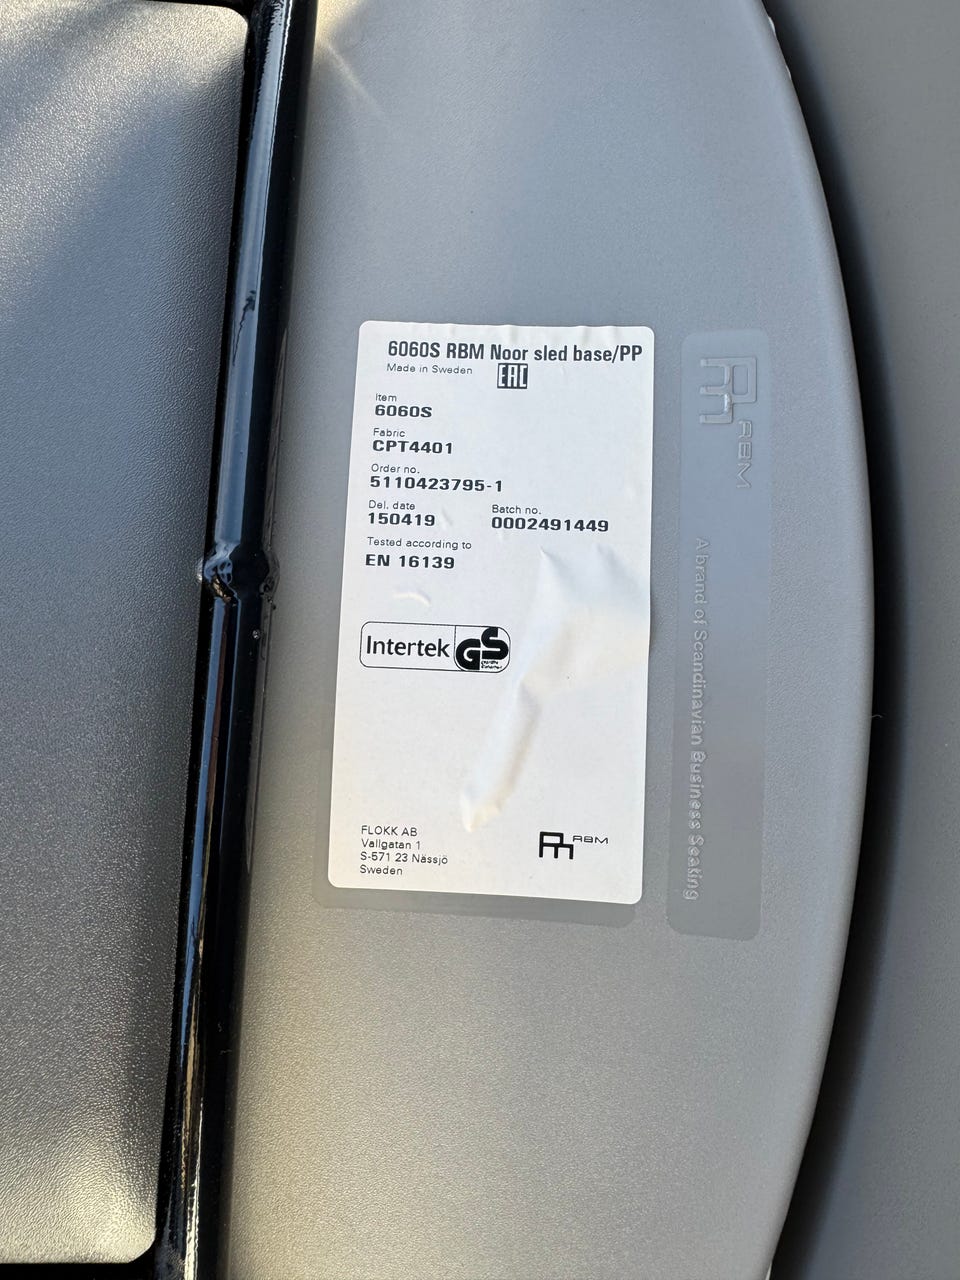 6060S RBM Noor sled base/PP
Made in Sweden
EAC
Item
6060S
Fabric
CPT4401
Order no.
5110423795-1
Del. date
150419
Batch no.
0002491449
Tested according to
EN 16139
Intertek
GS
FLOKK AB
Vallgatan 1
S-571 23 Nässjö
Sweden
RBM
RBM
A brand of Scandinavian Business Seating